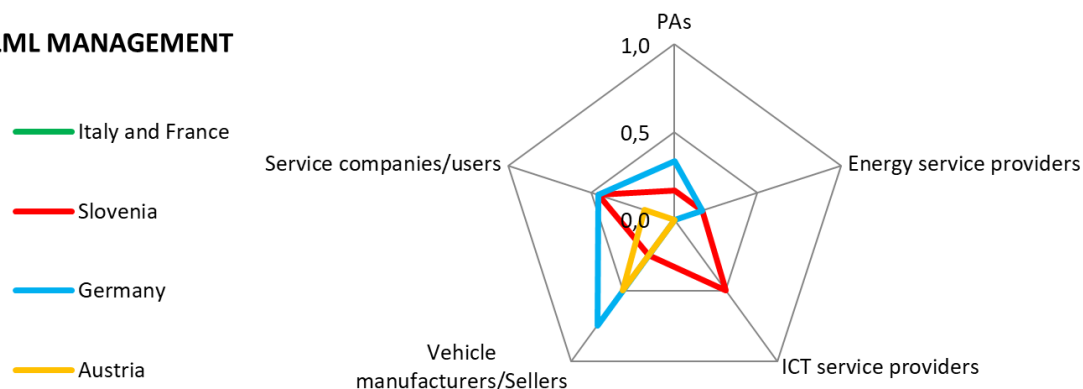 LML MANAGEMENT
PAs
1,0
Italy and France
0,5
Service companies/users
Energy service providers
Slovenia
0,0
Germany
Vehicle
manufacturers/Sellers
ICT service providers
Austria